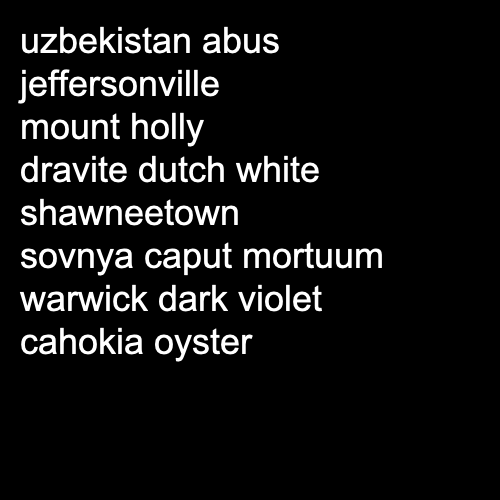 uzbekistan abus
jeffersonville
mount holly
dravite dutch white
shawneetown
sovnya caput mortuum
warwick dark violet
cahokia oyster